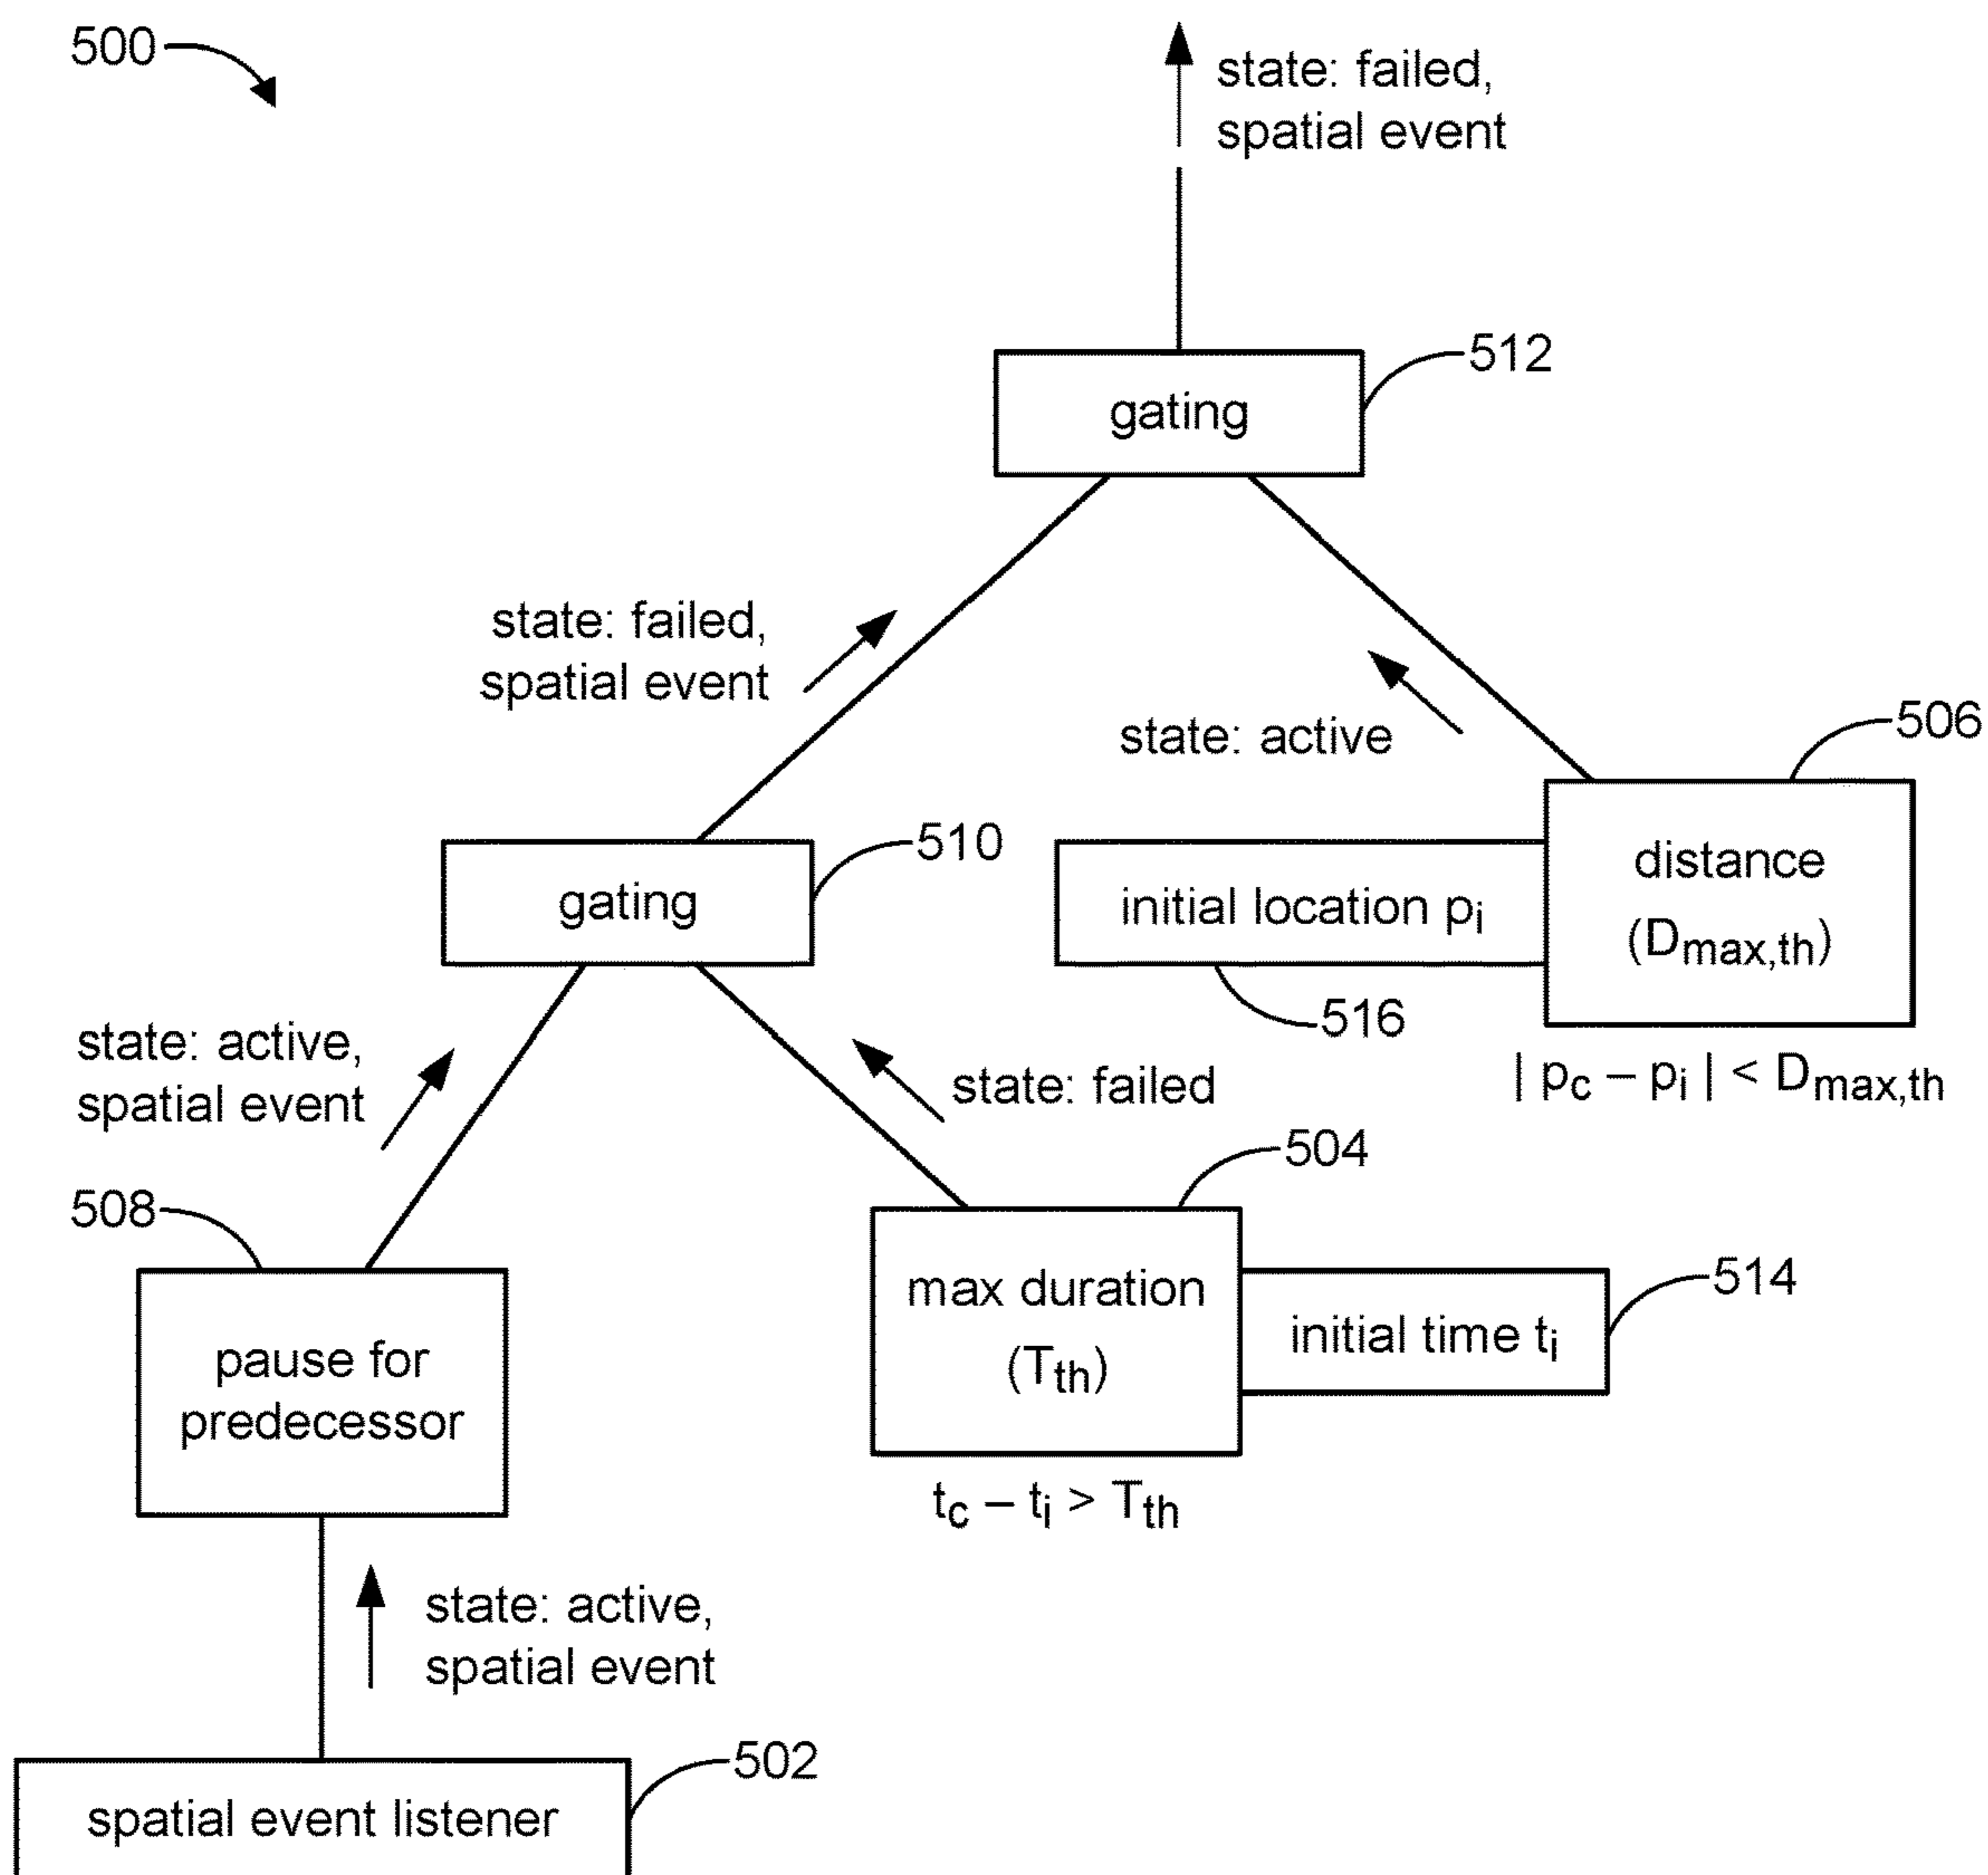 500
state: failed,
spatial event
512
gating
state: failed,
spatial event
state: active
506
distance
(Dmax,th)
510
gating
initial location pi
516
| pc – pi | < Dmax,th
state: active,
spatial event
state: failed
504
508
max duration
(Tth)
514
initial time ti
pause for
predecessor
tc – ti > Tth
state: active,
spatial event
502
spatial event listener